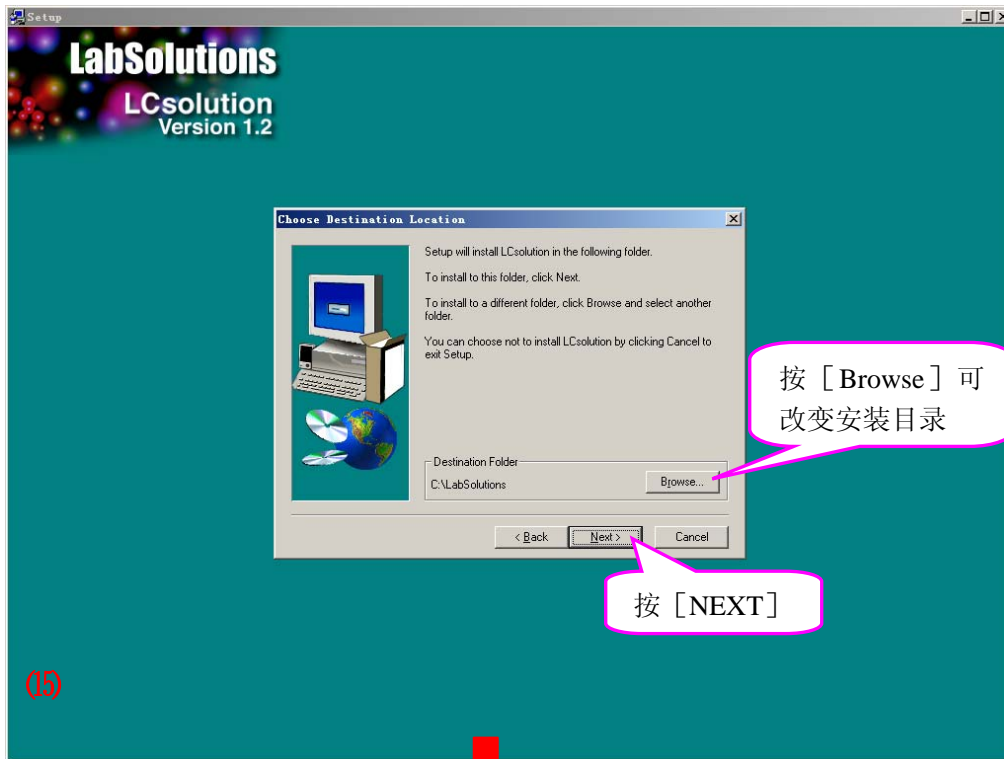 Setup
LabSolutions
LCsolution
Version 1.2
Choose Destination Location
Setup will install LCsolution in the following folder.
To install to this folder, click Next.
To install to a different folder, click Browse and select another
folder.
You can choose not to install LCsolution by clicking Cancel to
exit Setup.
按［Browse］可
改变安装目录
Destination Folder
C:\LabSolutions
Browse...
< Back
Next >
Cancel
按［NEXT］
⒂